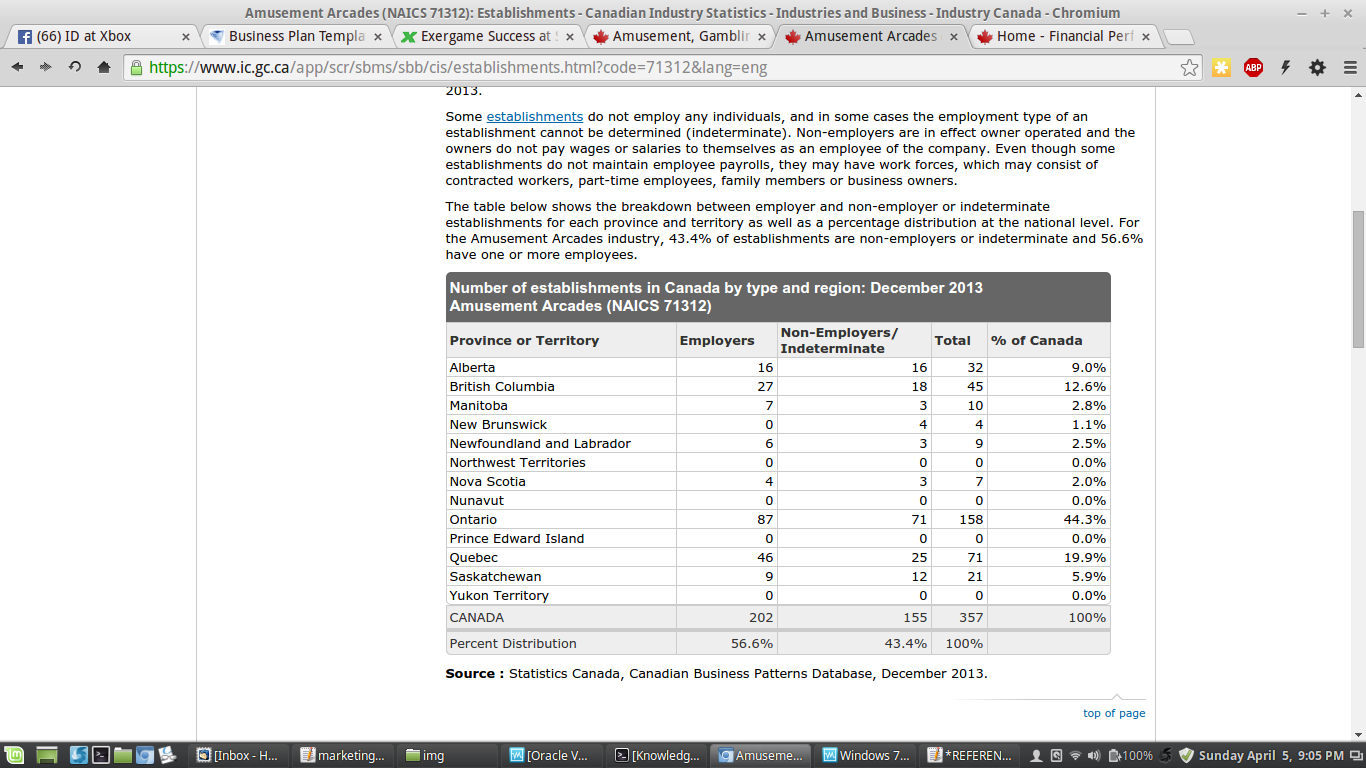 Amusement Arcades (NAICS 71312): Establishments - Canadian Industry Statistics - Industries and Business - Industry Canada - Chromium
(66) ID at Xbox Business Plan Templa Exergame Success at Amusement, Gamblin Amusement Arcades Home - Financial Perf
https://www.ic.gc.ca/app/scr/sbms/sbb/cis/establishments.html?code=71312&lang=eng
ABP
2013.
Some establishments do not employ any individuals, and in some cases the employment type of an
establishment cannot be determined (indeterminate). Non-employers are in effect owner operated and the
owners do not pay wages or salaries to themselves as an employee of the company. Even though some
establishments do not maintain employee payrolls, they may have work forces, which may consist of
contracted workers, part-time employees, family members or business owners.
The table below shows the breakdown between employer and non-employer or indeterminate
establishments for each province and territory as well as a percentage distribution at the national level. For
the Amusement Arcades industry, 43.4% of establishments are non-employers or indeterminate and 56.6%
have one or more employees.
Number of establishments in Canada by type and region: December 2013
Amusement Arcades (NAICS 71312)
Province or Territory Employers Non-Employers/ Indeterminate Total % of Canada
Alberta 16 16 32 9.0%
British Columbia 27 18 45 12.6%
Manitoba 7 3 10 2.8%
New Brunswick 0 4 4 1.1%
Newfoundland and Labrador 6 3 9 2.5%
Northwest Territories 0 0 0 0.0%
Nova Scotia 4 3 7 2.0%
Nunavut 0 0 0 0.0%
Ontario 87 71 158 44.3%
Prince Edward Island 0 0 0 0.0%
Quebec 46 25 71 19.9%
Saskatchewan 9 12 21 5.9%
Yukon Territory 0 0 0 0.0%
CANADA 202 155 357 100%
Percent Distribution 56.6% 43.4% 100%
Source : Statistics Canada, Canadian Business Patterns Database, December 2013.
top of page
[Inbox - H... marketing... img [Oracle V... [Knowledg... Amuseme... Windows 7... *REFEREN... 100% Sunday April 5, 9:05 PM